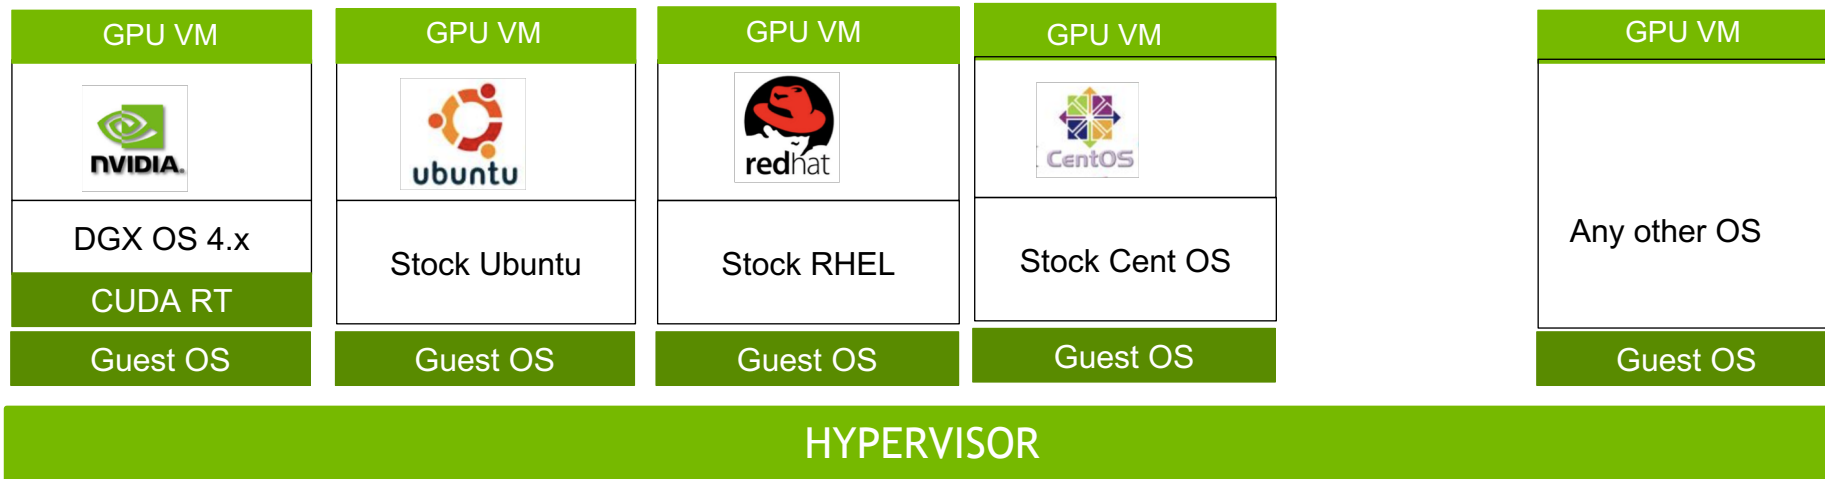 GPU VM
NVIDIA.
DGX OS 4.x
CUDA RT
Guest OS
GPU VM
ubuntu
Stock Ubuntu
Guest OS
GPU VM
redhat
Stock RHEL
Guest OS
GPU VM
CentOS
Stock Cent OS
Guest OS
GPU VM
Any other OS
Guest OS
HYPERVISOR